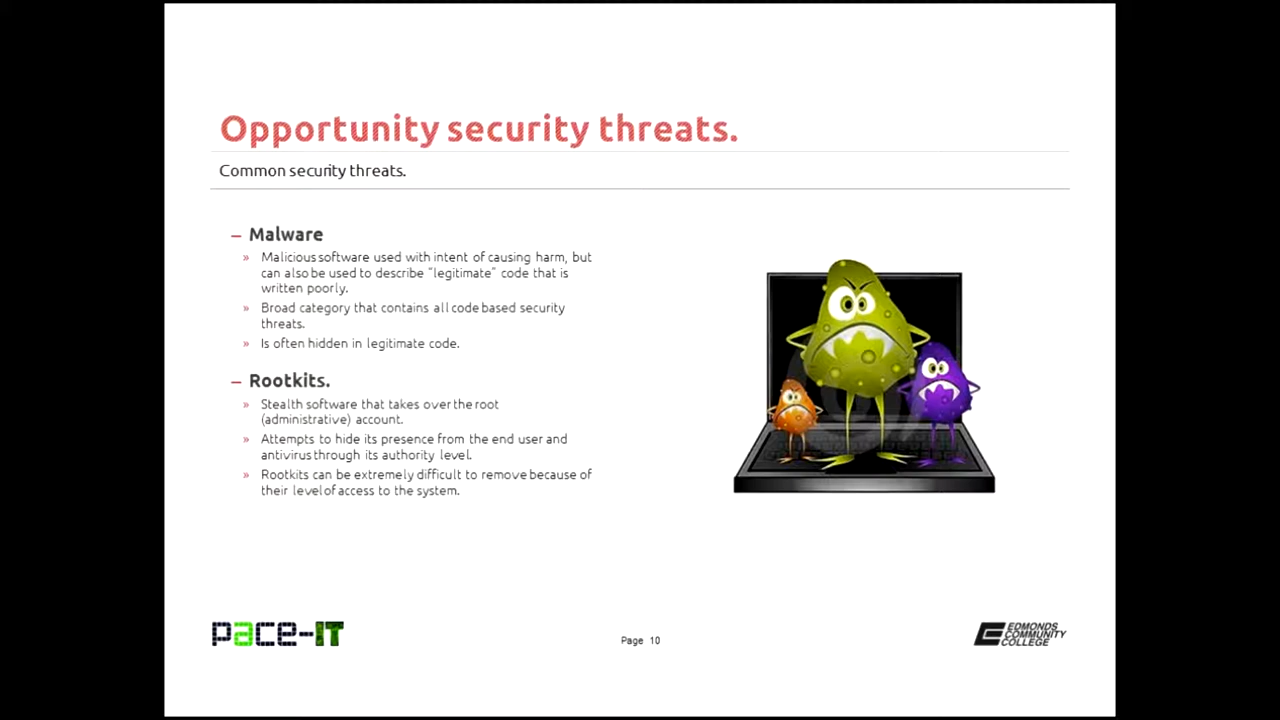 Opportunity security threats.
Common security threats.
– Malware
» Malicious software used with intent of causing harm, but
can also be used to describe "legitimate" code that is
written poorly.
» Broad category that contains all code based security
threats.
» Is often hidden in legitimate code.
– Rootkits.
» Stealth software that takes over the root
(administrative) account.
» Attempts to hide its presence from the end user and
antivirus through its authority level.
» Rootkits can be extremely difficult to remove because of
their level of access to the system.
pace-IT
Page 10
EDMONDS
COMMUNITY
COLLEGE